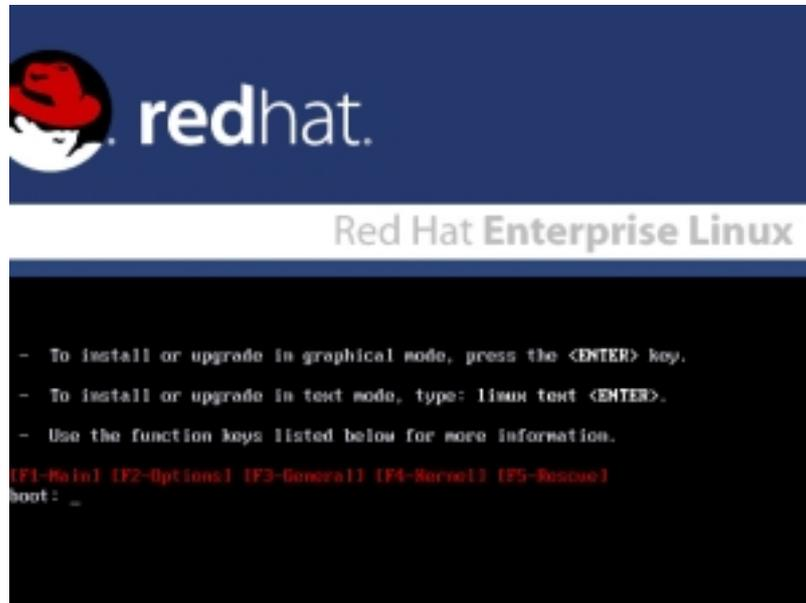 redhat.
Red Hat Enterprise Linux
- To install or upgrade in graphical mode, press the <ENTER> key.
- To install or upgrade in text mode, type: linux text <ENTER>.
- Use the function keys listed below for more information.
[F1-Main] [F2-Options] [F3-General] [F4-Kernel] [F5-Rescue]
boot: _